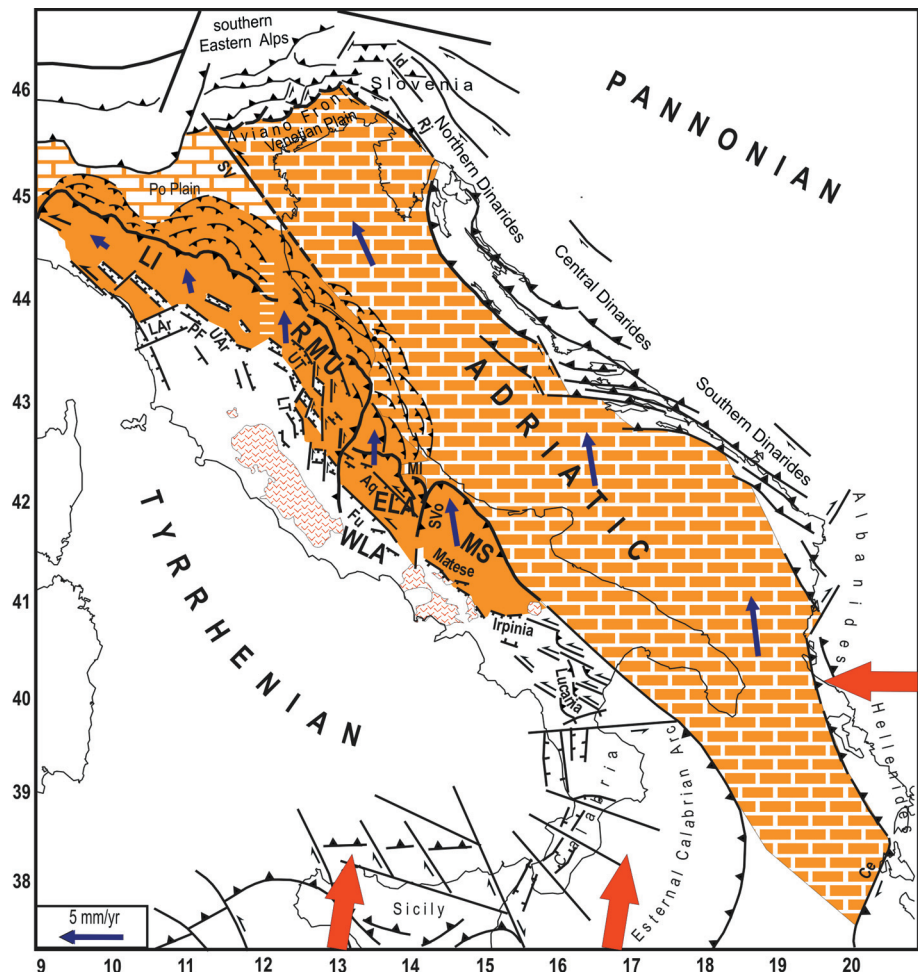 southern
Eastern Alps
Id
Slovenia
46
PANNONIAN
Aviano Front
Venetian Plain
Rj
Northern Dinarides
SV
Po Plain
45
Central Dinarides
LI
44
LAr
PF
UAr
RMU
UT
ADRIATIC
43
LT
H
Southern Dinarides
MI
42
TYRRHENIAN
Aq
ELA
SVo
Fu
WLA
MS
Matese
Albanides
41
Irpinia
40
Lucania
Hellenides
39
Calabria
Esternal Calabrian Arc
38
Sicily
Ce
5 mm/yr
9 10 11 12 13 14 15 16 17 18 19 20